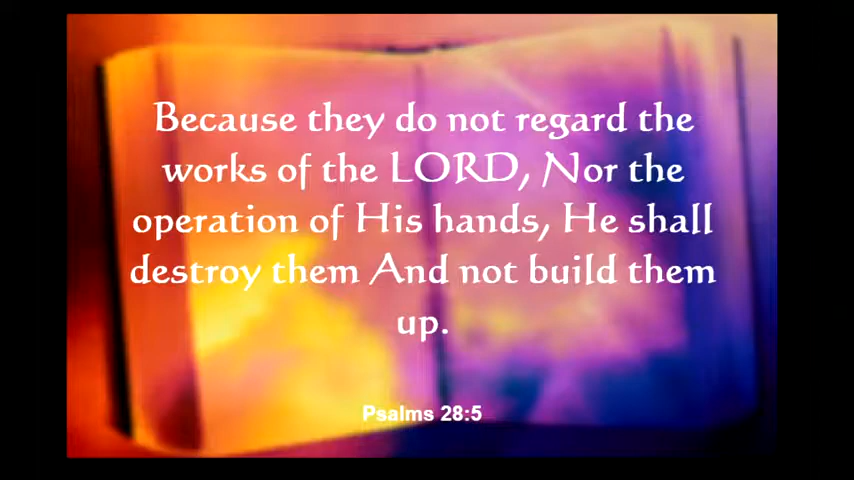 Because they do not regard the
works of the LORD, Nor the
operation of His hands, He shall
destroy them And not build them
up.
Psalms 28:5